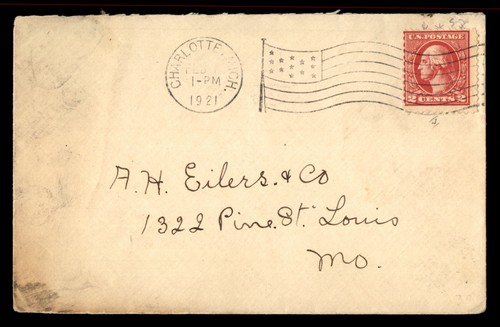 CHARLOTTE, MICH.
1-PM
1921
U.S. POSTAGE
2 CENTS 2
A.H. Eilers. & Co
1322 Pine. St. Louis
Mo.